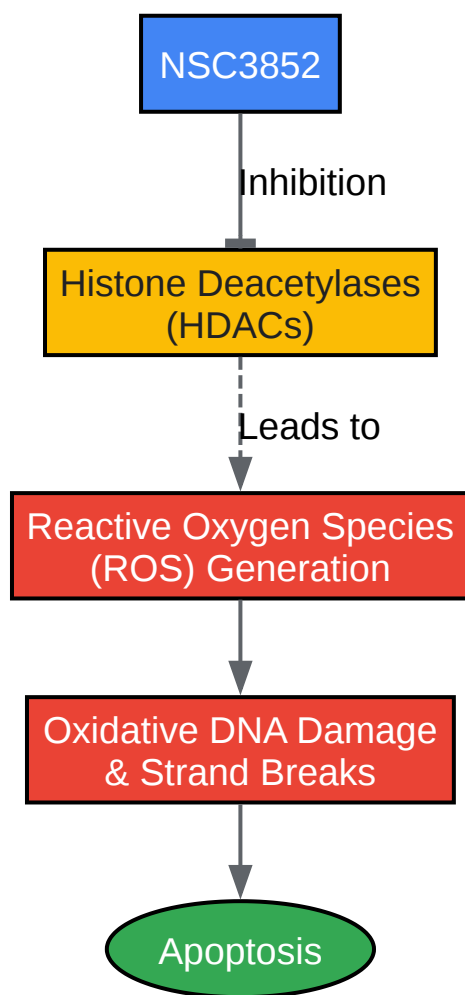 NSC3852
Inhibition
Histone Deacetylases
(HDACs)
Leads to
Reactive Oxygen Species
(ROS) Generation
Oxidative DNA Damage
& Strand Breaks
Apoptosis